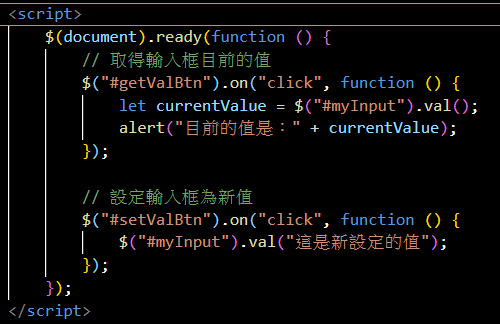 <script>
$(document).ready(function () {
// 取得輸入框目前的值
$("#getValBtn").on("click", function () {
let currentValue = $("#myInput").val();
alert("目前的值是：" + currentValue);
});
// 設定輸入框為新值
$("#setValBtn").on("click", function () {
$("#myInput").val("這是新設定的值");
});
});
</script>